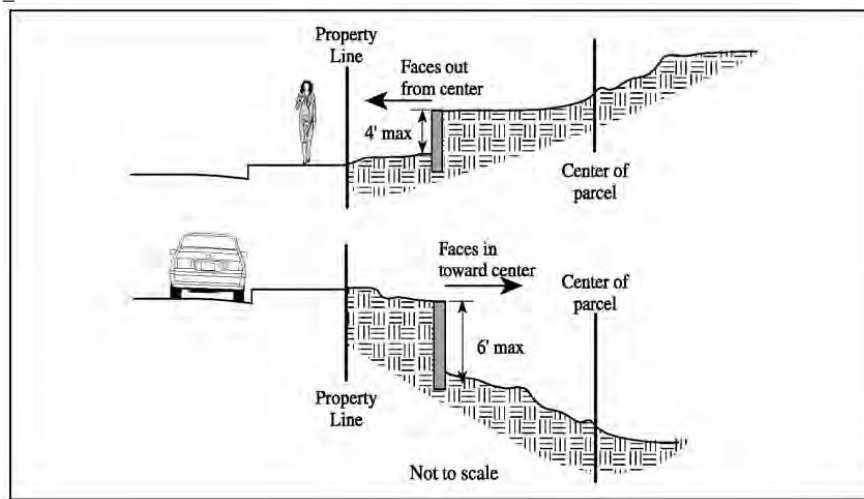 Property
Line
Faces out
from center
4' max
Center of
parcel
Faces in
toward center
Center of
parcel
6' max
Property
Line
Not to scale